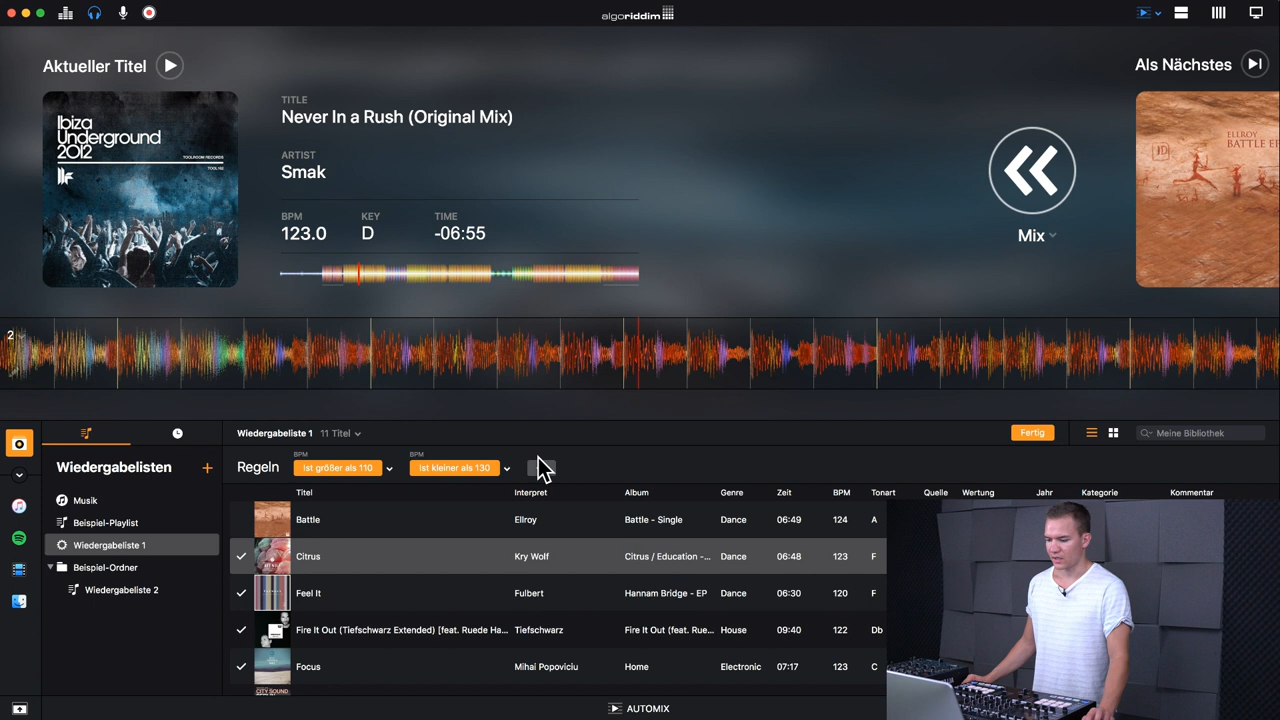 algoriddim
Aktueller Titel
Als Nächstes
Ibiza
Underground
2012
TOOLROOM RECORDS
TITLE
Never In a Rush (Original Mix)
ARTIST
Smak
BPM KEY TIME
123.0 D -06:55
Mix
ELLROY
BATTLE EP
2
Wiedergabeliste 1 11 Titel
Fertig
Meine Bibliothek
Wiedergabelisten +
Musik
Beispiel-Playlist
Wiedergabeliste 1
Beispiel-Ordner
Wiedergabeliste 2
BPM BPM
Regeln Ist größer als 110 Ist kleiner als 130
Titel Interpret Album Genre Zeit BPM Tonart Quelle Wertung Jahr Kategorie Kommentar
Battle Ellroy Battle - Single Dance 06:49 124 A
Citrus Kry Wolf Citrus / Education -... Dance 06:48 123 F
Feel It Fulbert Hannam Bridge - EP Dance 06:30 120 F
Fire It Out (Tiefschwarz Extended) [feat. Ruede Ha... Tiefschwarz Fire It Out (feat. Rue... House 09:40 122 Db
Focus Mihai Popoviciu Home Electronic 07:17 123 C
CITY SOUND
AUTOMIX